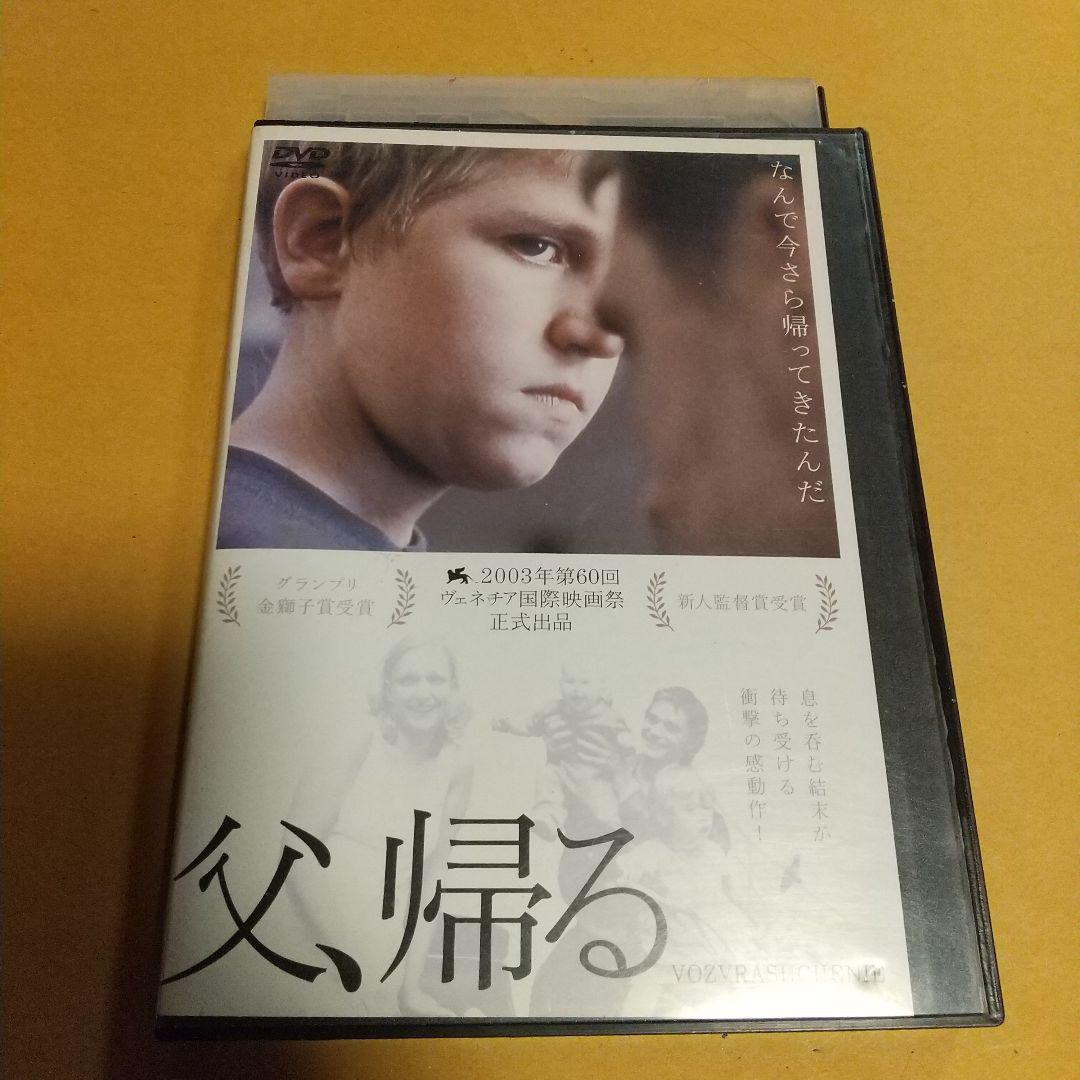 DVD
VIDEO
なんで今さら帰ってきたんだ
グランプリ
金獅子賞受賞
2003年第60回
ヴェネチア国際映画祭
正式出品
新人監督賞受賞
息を呑む結末が
待ち受ける
衝撃の感動作!
父、帰る
VOZVRASHCHENIE